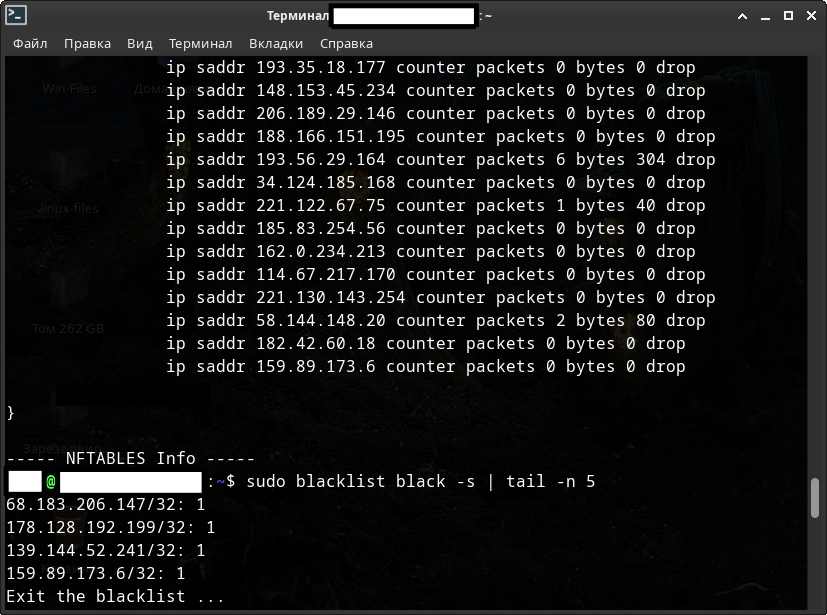 Терминал
:~
Файл Правка Вид Терминал Вкладки Справка
ip saddr 193.35.18.177 counter packets 0 bytes 0 drop
ip saddr 148.153.45.234 counter packets 0 bytes 0 drop
ip saddr 206.189.29.146 counter packets 0 bytes 0 drop
ip saddr 188.166.151.195 counter packets 0 bytes 0 drop
ip saddr 193.56.29.164 counter packets 6 bytes 304 drop
ip saddr 34.124.185.168 counter packets 0 bytes 0 drop
ip saddr 221.122.67.75 counter packets 1 bytes 40 drop
ip saddr 185.83.254.56 counter packets 0 bytes 0 drop
ip saddr 162.0.234.213 counter packets 0 bytes 0 drop
ip saddr 114.67.217.170 counter packets 0 bytes 0 drop
ip saddr 221.130.143.254 counter packets 0 bytes 0 drop
ip saddr 58.144.148.20 counter packets 2 bytes 80 drop
ip saddr 182.42.60.18 counter packets 0 bytes 0 drop
ip saddr 159.89.173.6 counter packets 0 bytes 0 drop
}
----- NFTABLES Info -----
@ :~$ sudo blacklist black -s | tail -n 5
68.183.206.147/32: 1
178.128.192.199/32: 1
139.144.52.241/32: 1
159.89.173.6/32: 1
Exit the blacklist ...
Win-Files
linux-files
Том 262 GB